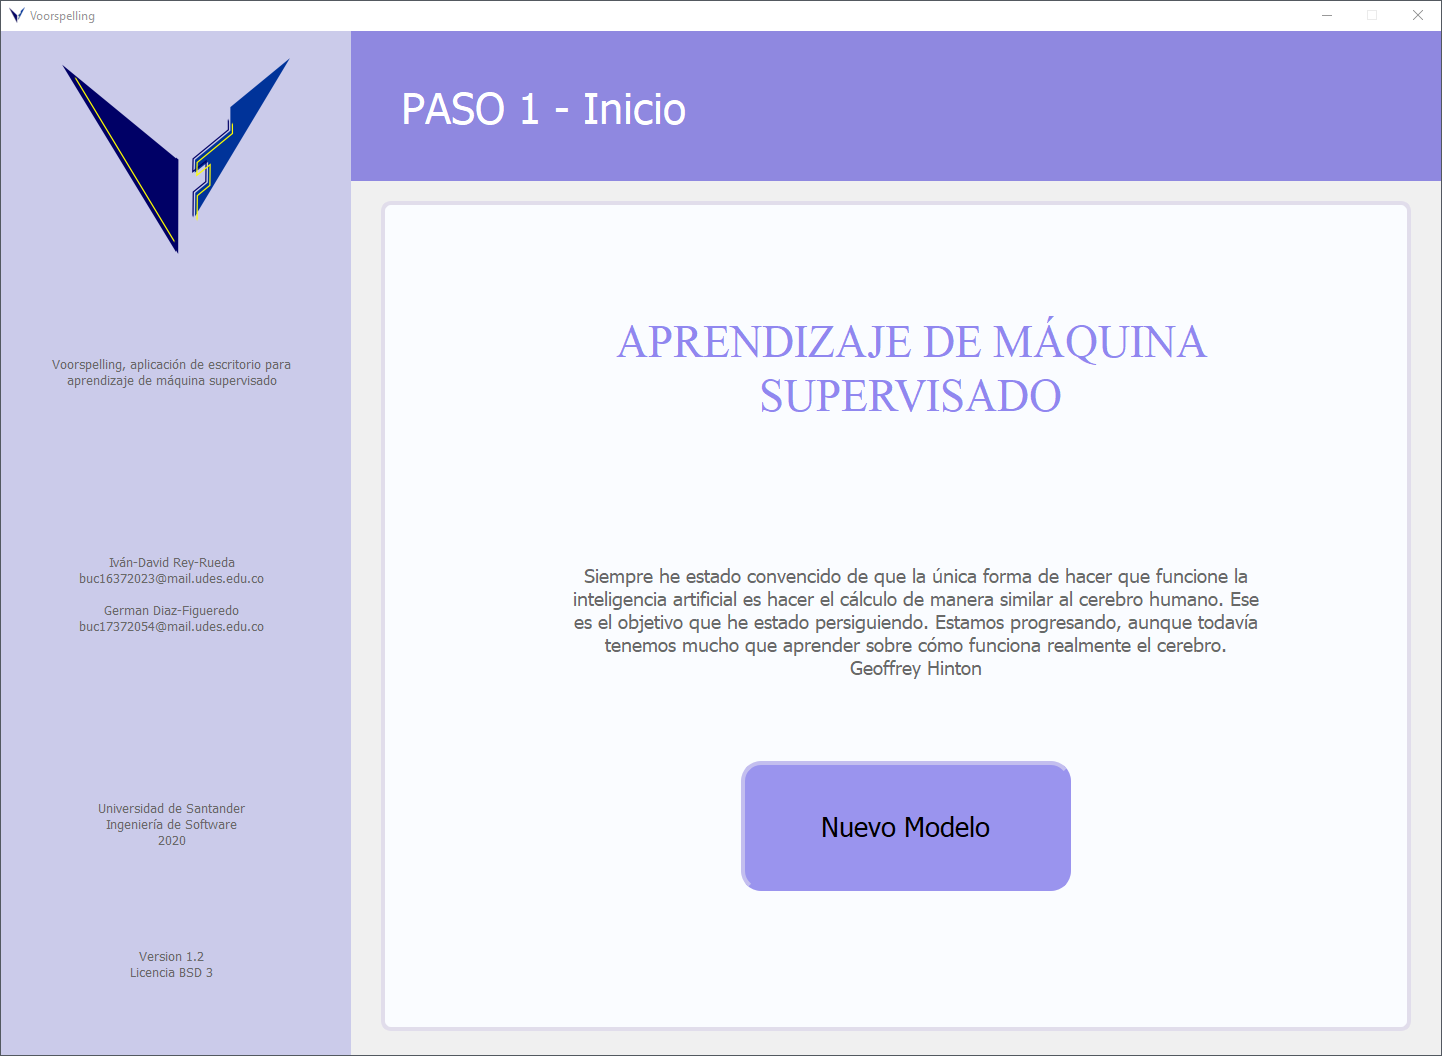 Voorspelling
PASO 1 - Inicio
Voorspelling, aplicación de escritorio para
aprendizaje de máquina supervisado
Iván-David Rey-Rueda
buc16372023@mail.udes.edu.co
German Diaz-Figueredo
buc17372054@mail.udes.edu.co
Universidad de Santander
Ingeniería de Software
2020
Version 1.2
Licencia BSD 3
APRENDIZAJE DE MÁQUINA
SUPERVISADO
Siempre he estado convencido de que la única forma de hacer que funcione la
inteligencia artificial es hacer el cálculo de manera similar al cerebro humano. Ese
es el objetivo que he estado persiguiendo. Estamos progresando, aunque todavía
tenemos mucho que aprender sobre cómo funciona realmente el cerebro.
Geoffrey Hinton
Nuevo Modelo